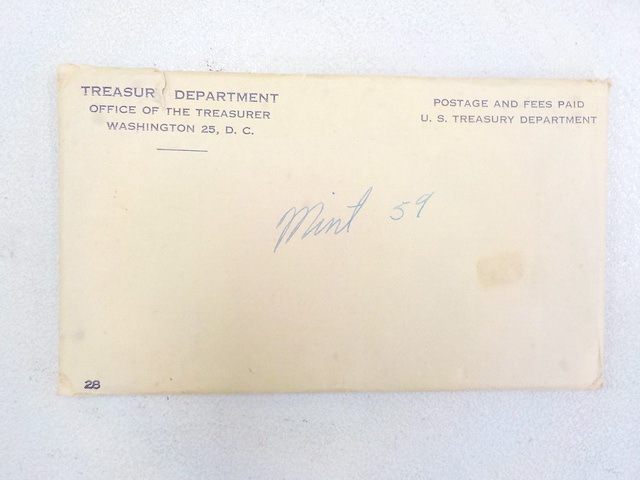 TREASUR DEPARTMENT
OFFICE OF THE TREASURER
WASHINGTON 25, D. C.
POSTAGE AND FEES PAID
U. S. TREASURY DEPARTMENT
Mint 59
28